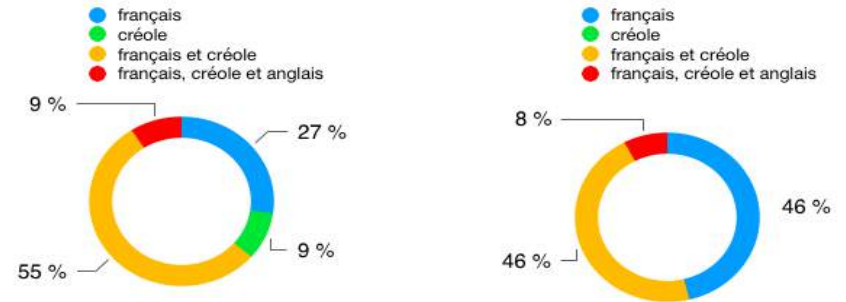 français
créole
français et créole
français, créole et anglais
9 %
27 %
9 %
55 %
français
créole
français et créole
français, créole et anglais
8 %
46 %
46 %